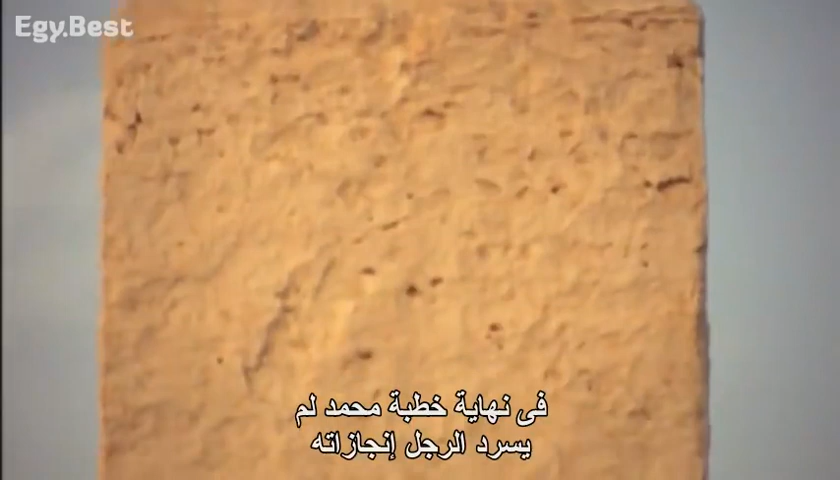 Egy.Best
فى نهاية خطبة محمد لم
يسرد الرجل إنجازاته